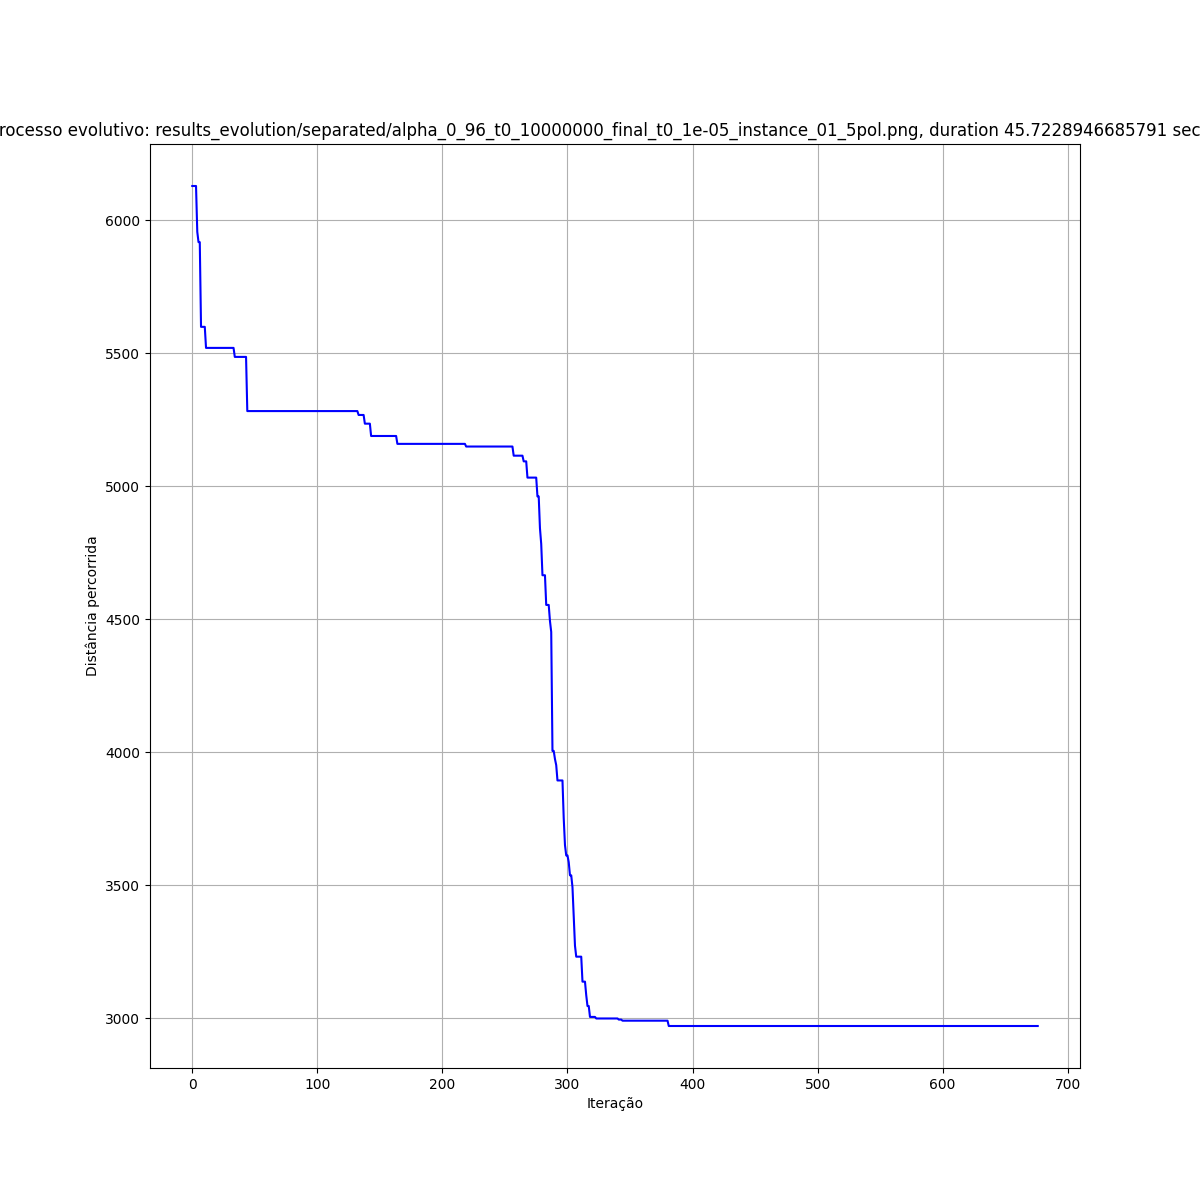 rocesso evolutivo: results_evolution/separated/alpha_0_96_t0_10000000_final_t0_1e-05_instance_01_5pol.png, duration 45.7228946685791 sec
6000
5500
5000
4500
4000
3500
3000
Distância percorrida
0 100 200 300 400 500 600 700
Iteração